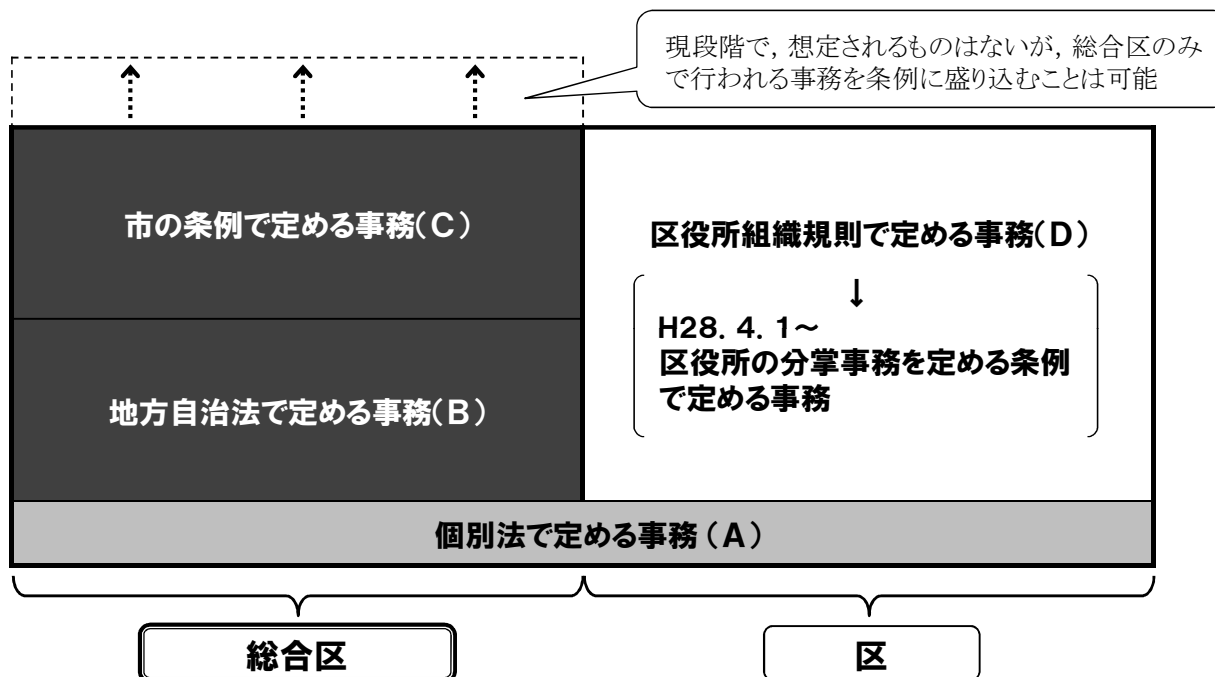 現段階で，想定されるものはないが，総合区のみ
で行われる事務を条例に盛り込むことは可能
市の条例で定める事務（Ｃ）
地方自治法で定める事務（Ｂ）
区役所組織規則で定める事務（Ｄ）
↓
Ｈ２８．４．１～
区役所の分掌事務を定める条例
で定める事務
個別法で定める事務（Ａ）
総合区
区